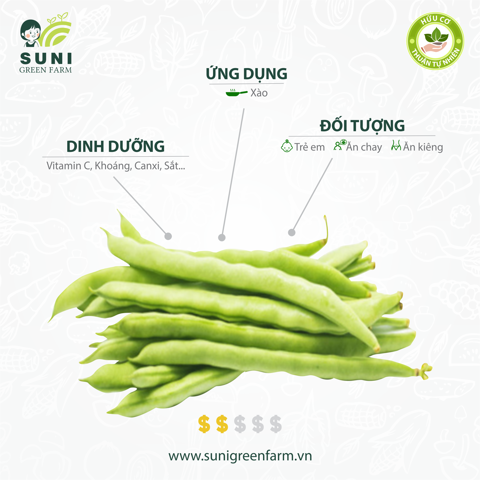 SUNI
GREEN FARM
HỮU CƠ
THUẬN TỰ NHIÊN
ỨNG DỤNG
Xào
ĐỐI TƯỢNG
Trẻ em Ăn chay Ăn kiêng
DINH DƯỠNG
Vitamin C, Khoáng, Canxi, Sắt...
$ $ $ $ $
www.sunigreenfarm.vn